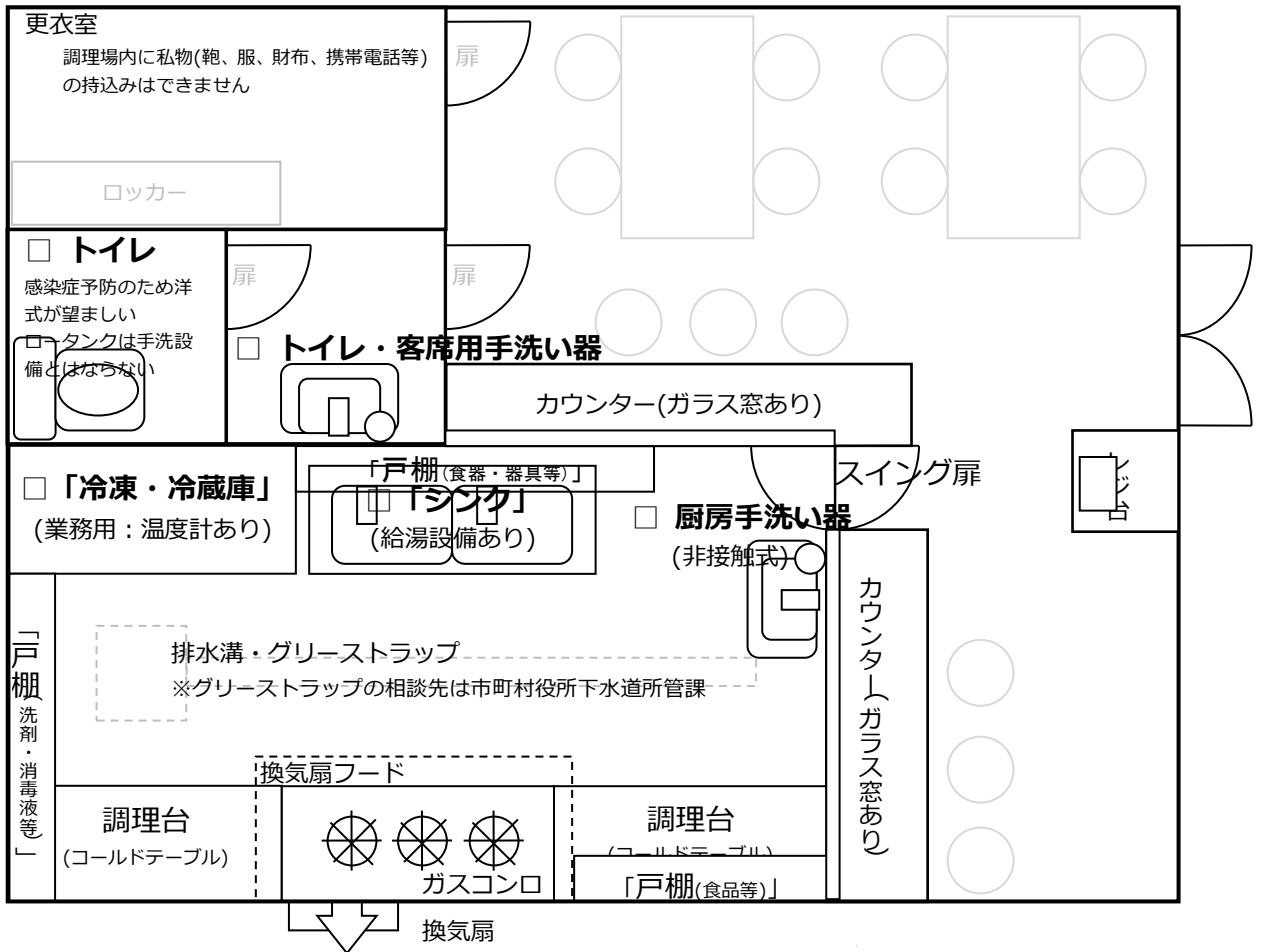 更衣室
調理場内に私物(鞄、服、財布、携帯電話等)
の持込みはできません
扉
ロッカー
□ トイレ
感染症予防のため洋
式が望ましい
ロータンクは手洗設
備とはならない
扉
扉
□ トイレ・客席用手洗い器
カウンター(ガラス窓あり)
□「冷凍・冷蔵庫」
(業務用：温度計あり)
「戸棚(食器・器具等)」
□ 「シンク」
(給湯設備あり)
スイング扉
レジ台
□ 厨房手洗い器
(非接触式)
カウンター(ガラス窓あり)
「戸棚(洗剤・消毒液等)」
排水溝・グリーストラップ
※グリーストラップの相談先は市町村役所下水道所管課
換気扇フード
調理台
(コールドテーブル)
ガスコンロ
調理台
(コールドテーブル)
「戸棚(食品等)」
換気扇